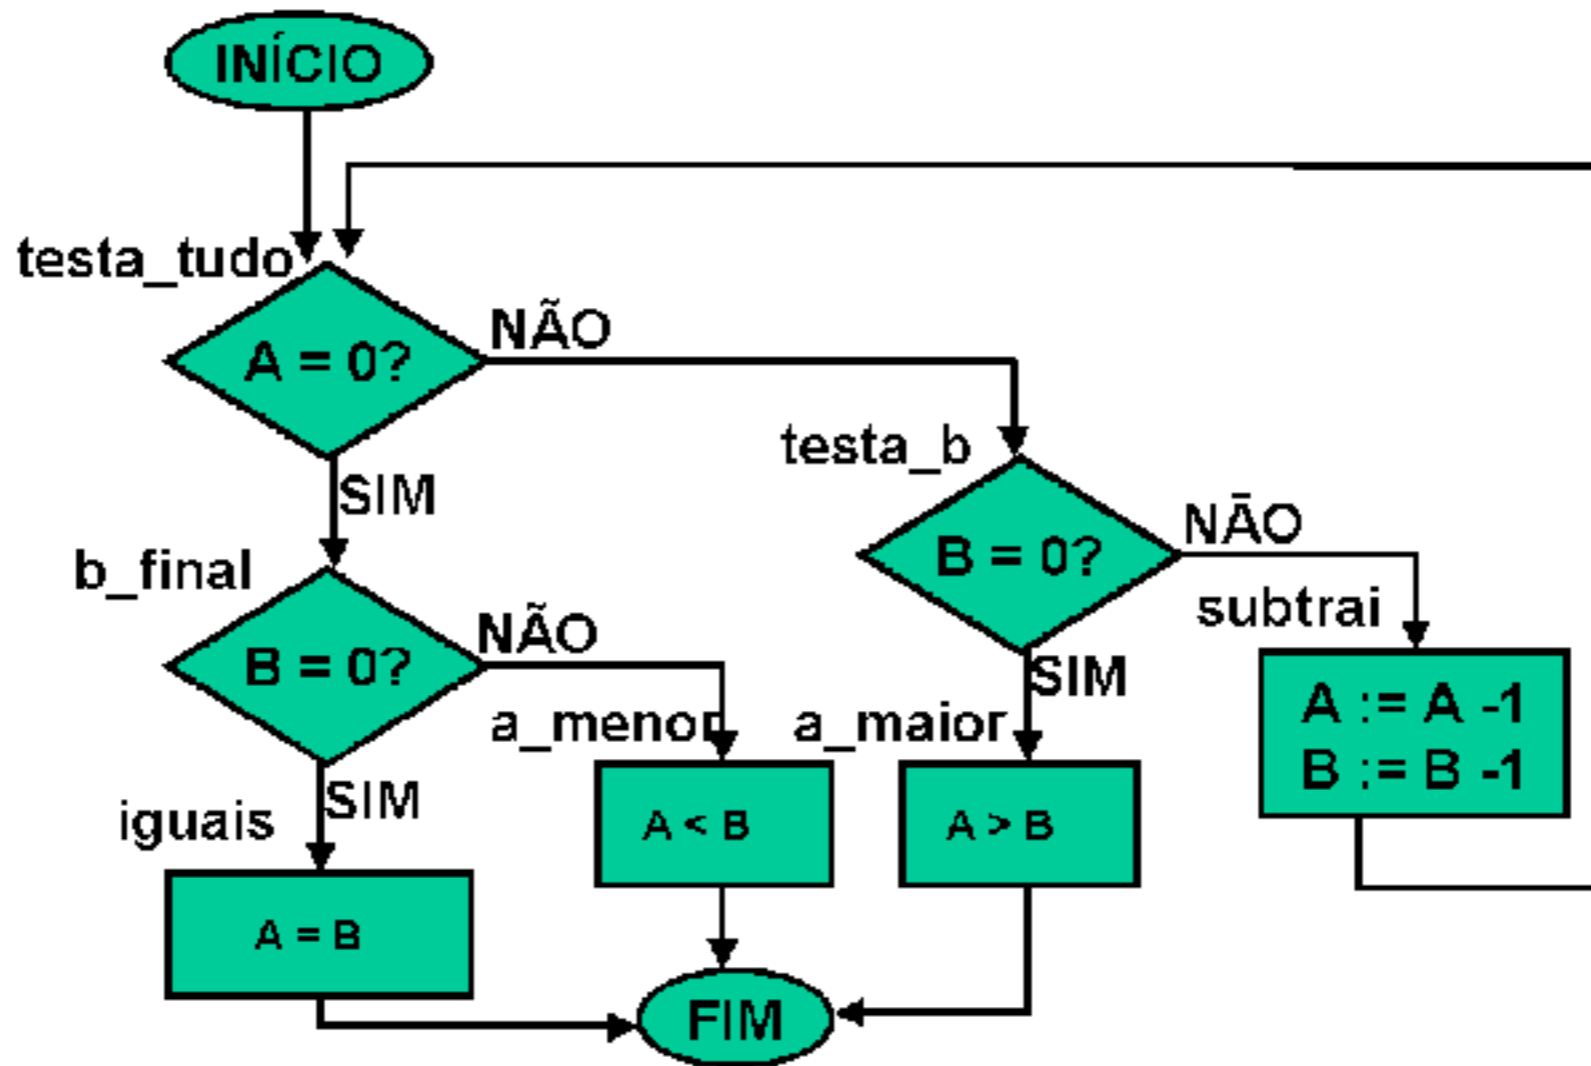 INÍCIO
testa_tudo
A = 0?
NÃO
SIM
testa_b
B = 0?
NÃO
subtrai
A := A -1
B := B -1
b_final
B = 0?
NÃO
SIM
a_menor
A < B
a_maior
A > B
SIM
iguais
A = B
FIM